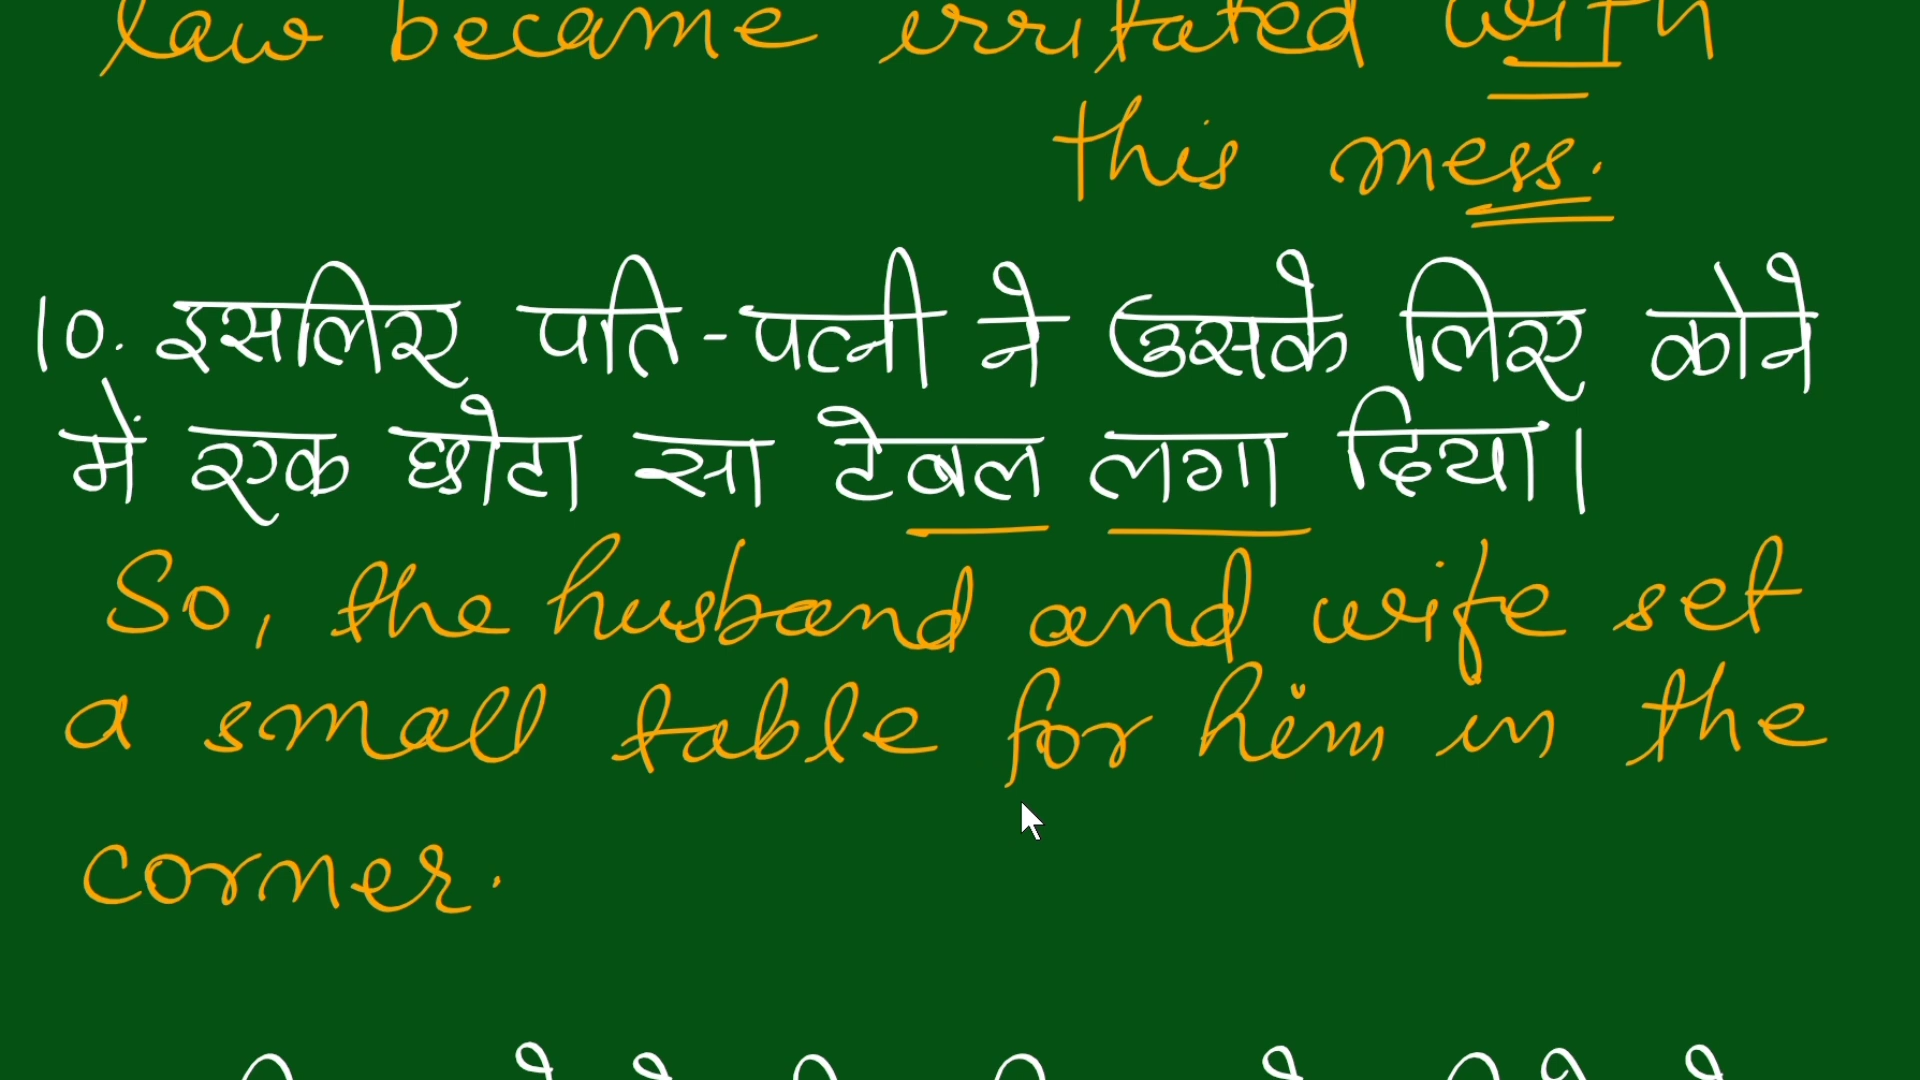 law became irritated with
this mess.
10. इसलिए पति-पत्नी ने उसके लिए कोने
में एक छोटा सा टेबल लगा दिया।
So, the husband and wife set
a small table for him in the
corner.